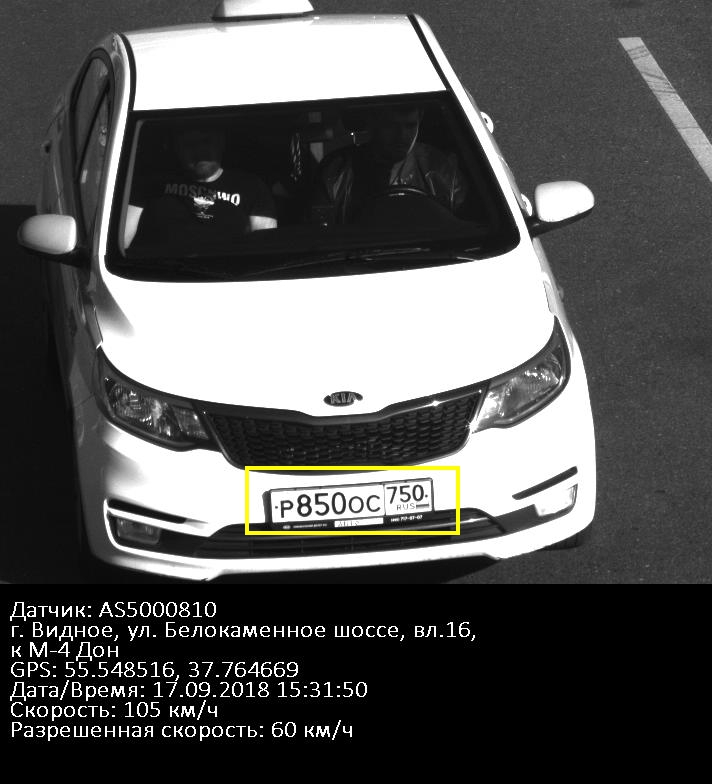 MOSCHINO
KIA
Р850ОС 750
RUS
Датчик: AS5000810
г. Видное, ул. Белокаменное шоссе, вл.16,
к М-4 Дон
GPS: 55.548516, 37.764669
Дата/Время: 17.09.2018 15:31:50
Скорость: 105 км/ч
Разрешенная скорость: 60 км/ч